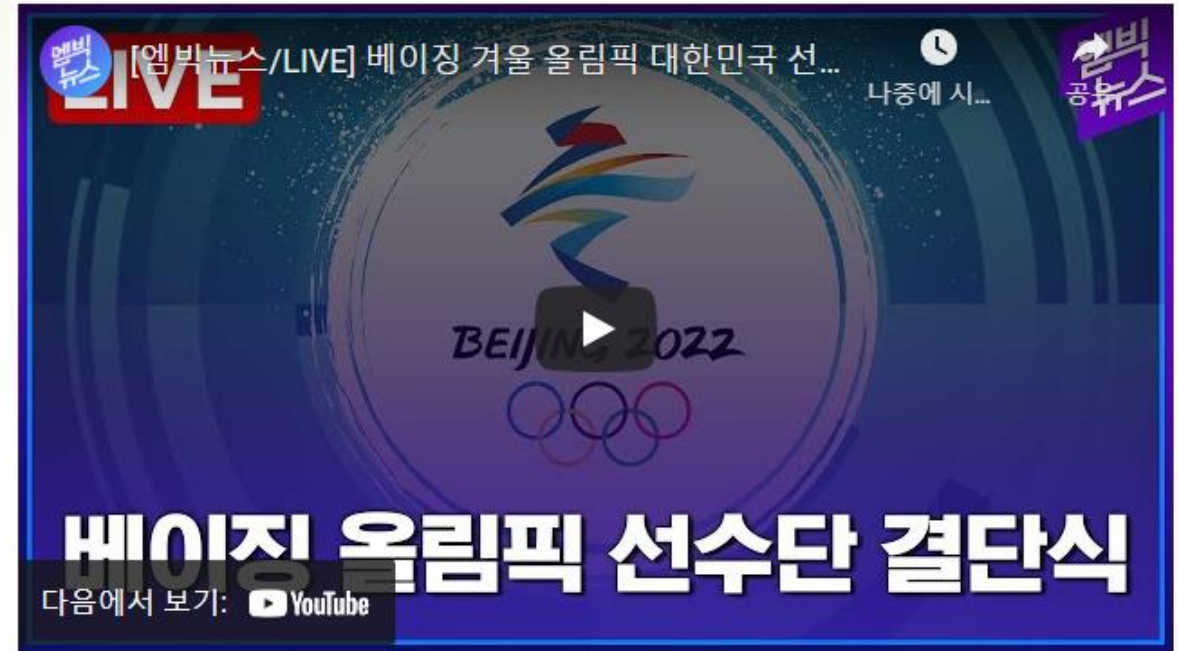 엠빅
뉴스
LIVE
[엠빅뉴스/LIVE] 베이징 겨울 올림픽 대한민국 선...
나중에 시...
공유
엠빅
뉴스
BEIJING 2022
베이징 올림픽 선수단 결단식
다음에서 보기: YouTube